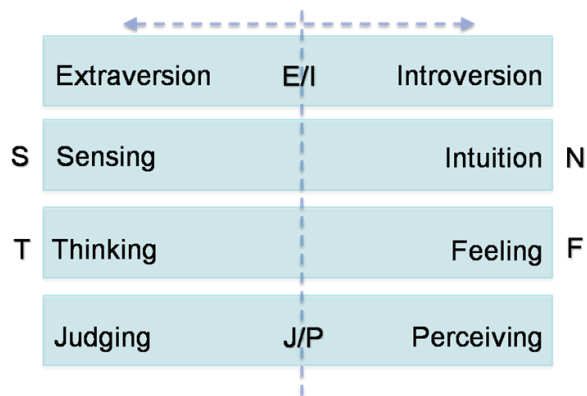 Extraversion E/I Introversion
S Sensing Intuition N
T Thinking Feeling F
Judging J/P Perceiving